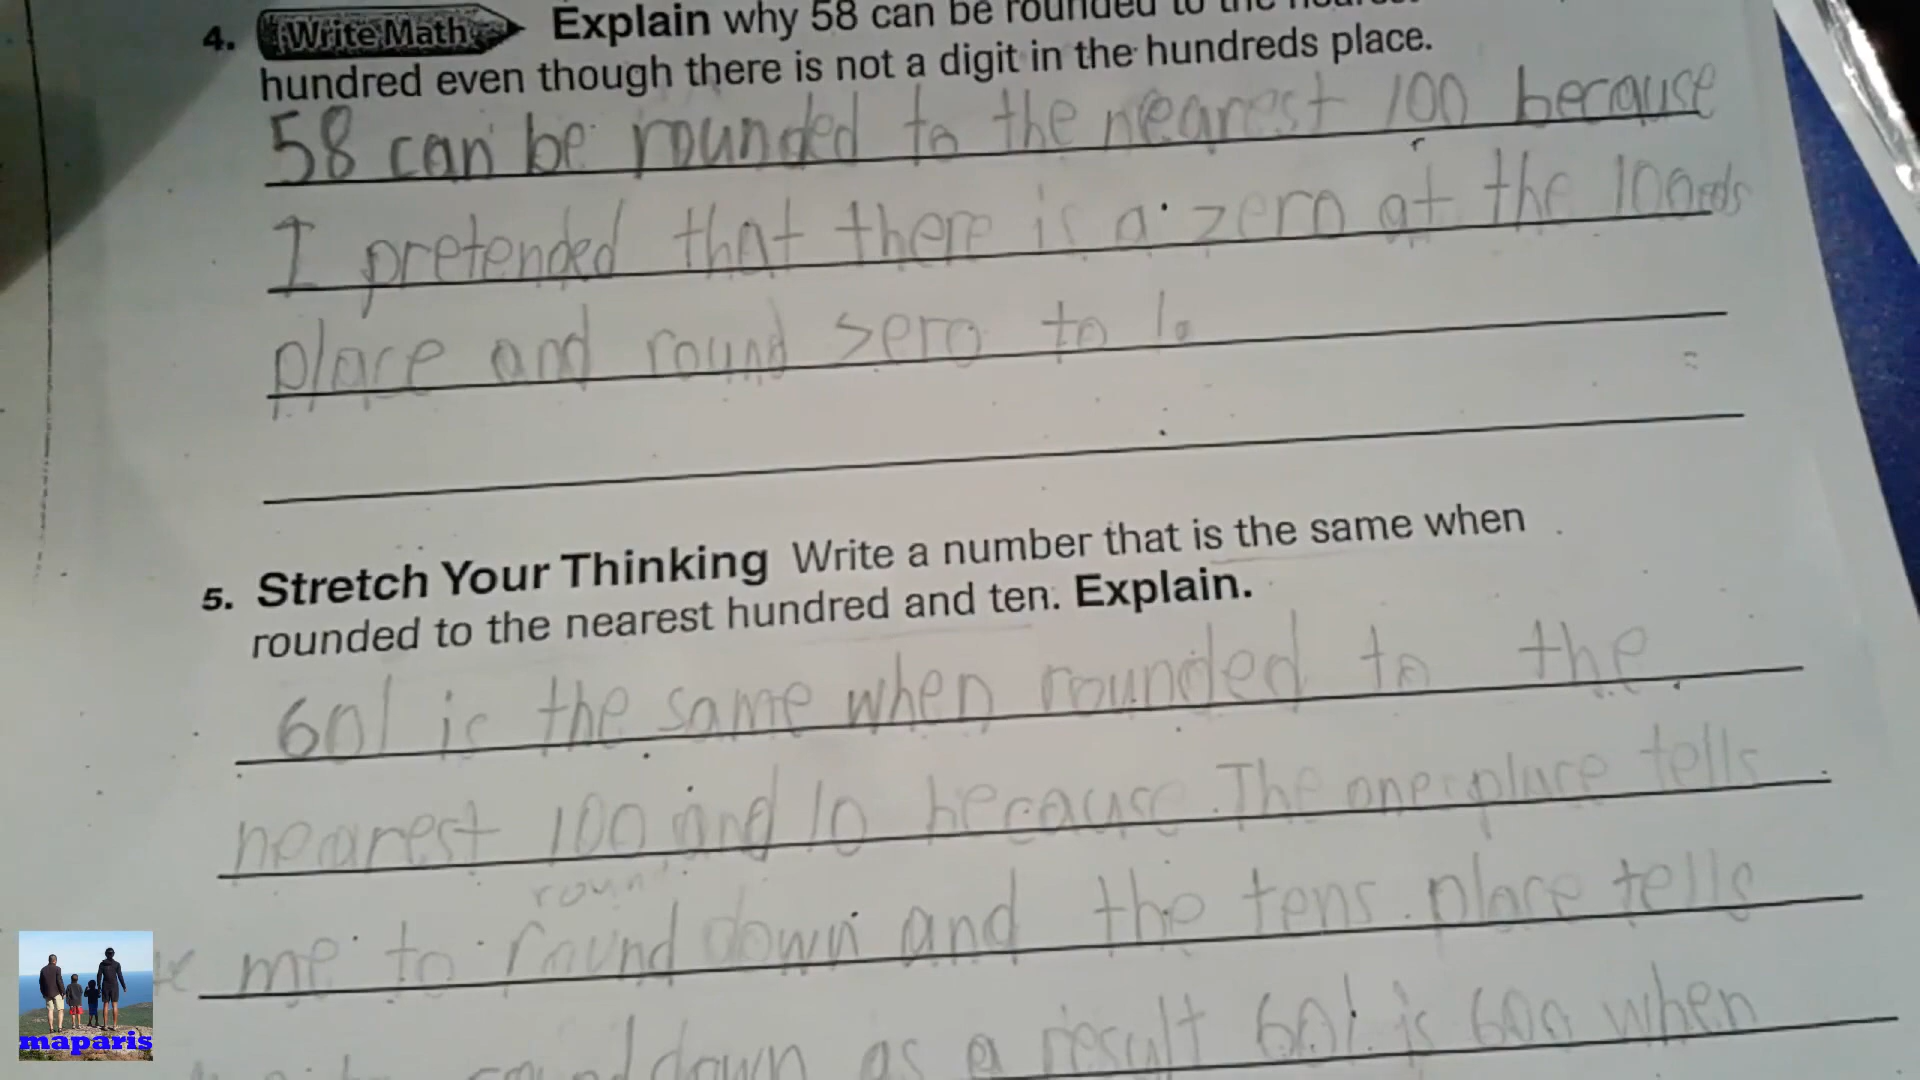 4. Write Math Explain why 58 can be rounded to the nearest
hundred even though there is not a digit in the hundreds place.
58 can be rounded to the nearest 100 because
I pretended that there is a zero at the 100eds
place and round sero to 1.
5. Stretch Your Thinking Write a number that is the same when
rounded to the nearest hundred and ten. Explain.
601 is the same when rounded to the
nearest 100 and 10 because. The one place tells
roun
me to round down and the tens place tells
round down as a result 601 is 600 when
maparis